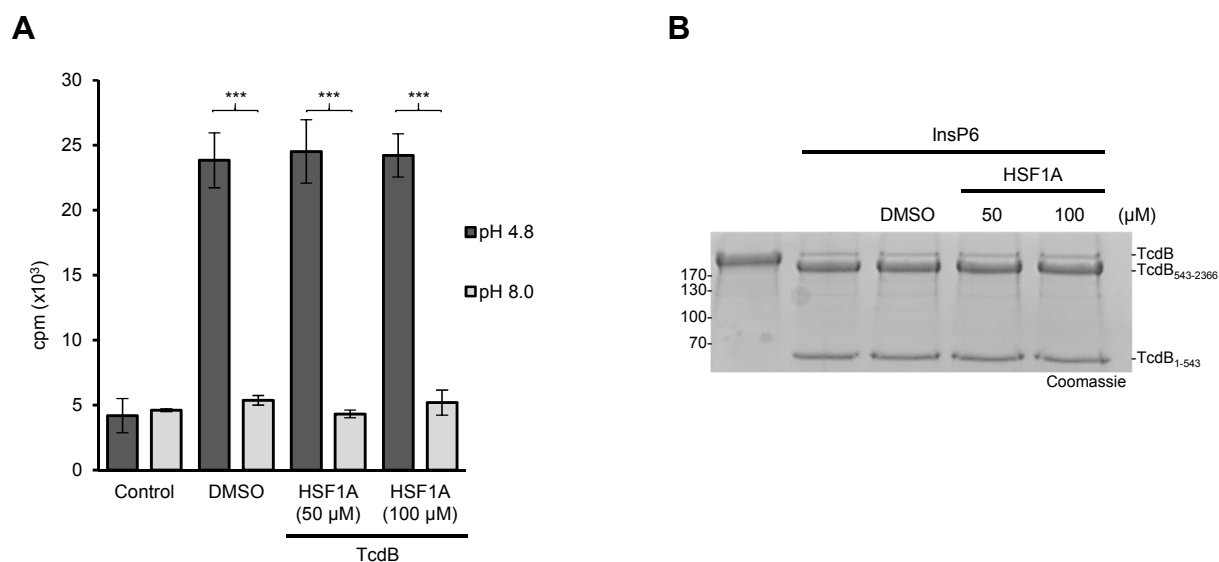 A
30
25
20
15
10
5
0
cpm (x10³)
***
***
***
pH 4.8
pH 8.0
Control
DMSO
HSF1A
(50 µM)
HSF1A
(100 µM)
TcdB
B
InsP6
HSF1A
DMSO 50 100 (µM)
170-
130-
100-
70-
-TcdB
-TcdB543-2366
-TcdB1-543
Coomassie